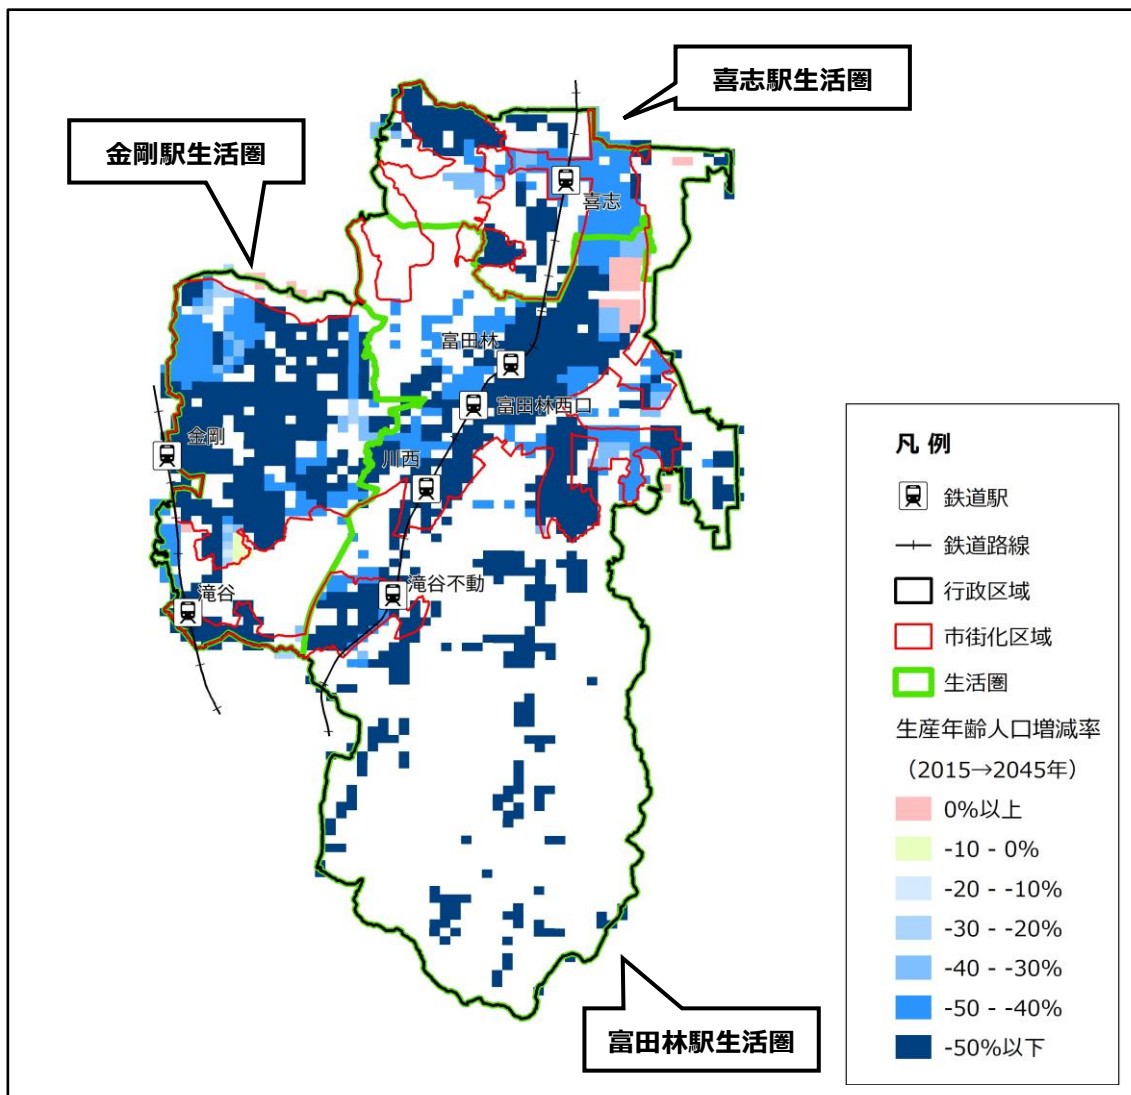 喜志駅生活圏
金剛駅生活圏
喜志
富田林
富田林西口
金剛
川西
滝谷不動
滝谷
富田林駅生活圏
凡 例
鉄道駅
鉄道路線
行政区域
市街化区域
生活圏
生産年齢人口増減率
（2015→2045年）
0%以上
-10 - 0%
-20 - -10%
-30 - -20%
-40 - -30%
-50 - -40%
-50%以下